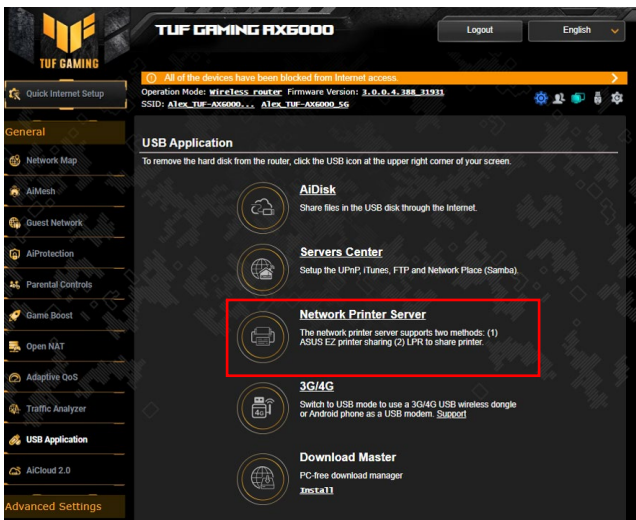 TUF GAMING
TUF GAMING AX6000
Logout
English
All of the devices have been blocked from Internet access.
Quick Internet Setup
Operation Mode: Wireless router Firmware Version: 3.0.0.4.388_31931
SSID: Alex_TUF-AX6000... Alex_TUF-AX6000_5G
General
Network Map
AiMesh
Guest Network
AiProtection
Parental Controls
Game Boost
Open NAT
Adaptive QoS
Traffic Analyzer
USB Application
AiCloud 2.0
Advanced Settings
USB Application
To remove the hard disk from the router, click the USB icon at the upper right corner of your screen.
AiDisk
Share files in the USB disk through the Internet.
Servers Center
Setup the UPnP, iTunes, FTP and Network Place (Samba).
Network Printer Server
The network printer server supports two methods: (1)
ASUS EZ printer sharing (2) LPR to share printer.
3G/4G
4G
Switch to USB mode to use a 3G/4G USB wireless dongle
or Android phone as a USB modem. Support
Download Master
PC-free download manager
Install